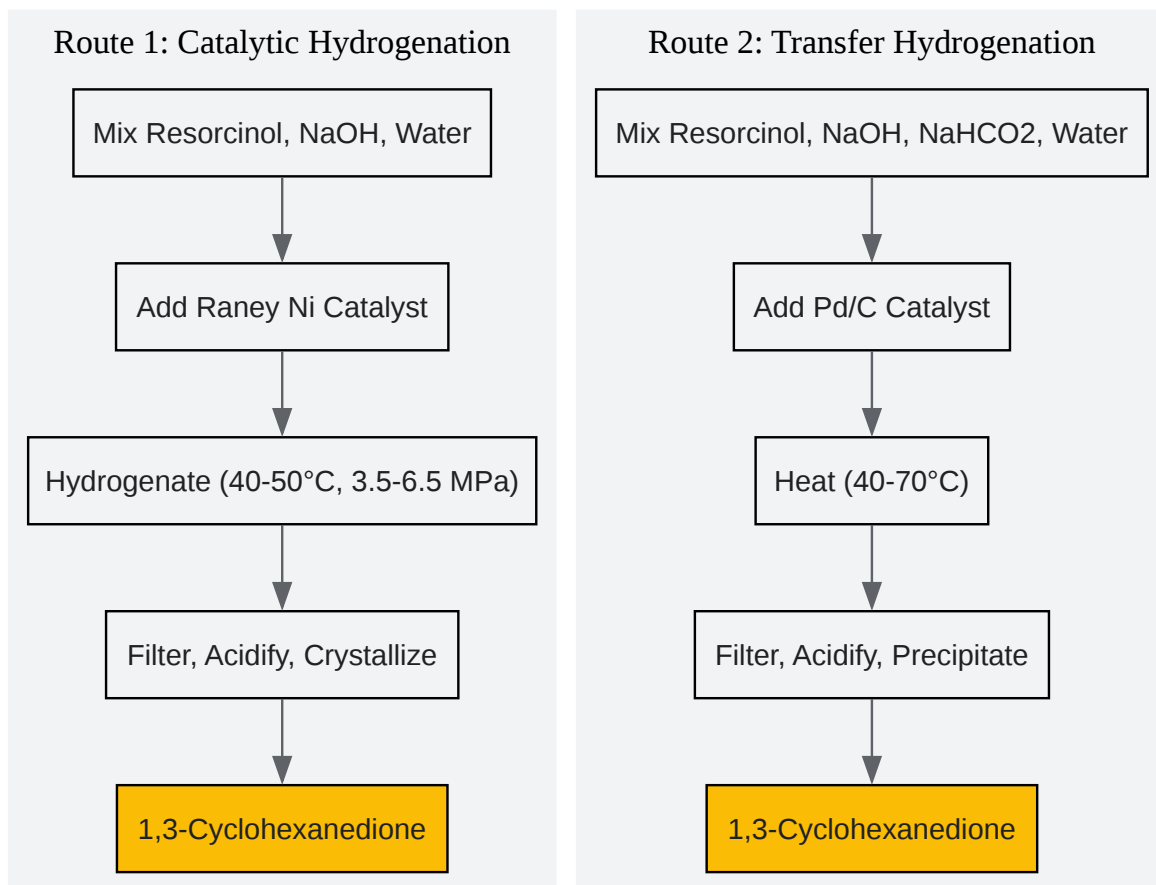 Route 1: Catalytic Hydrogenation
Mix Resorcinol, NaOH, Water
Add Raney Ni Catalyst
Hydrogenate (40-50°C, 3.5-6.5 MPa)
Filter, Acidify, Crystallize
1,3-Cyclohexanedione
Route 2: Transfer Hydrogenation
Mix Resorcinol, NaOH, NaHCO2, Water
Add Pd/C Catalyst
Heat (40-70°C)
Filter, Acidify, Precipitate
1,3-Cyclohexanedione